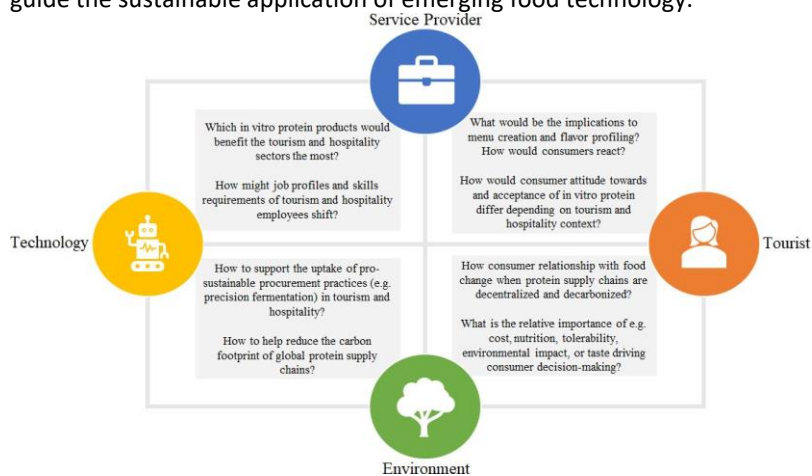 guide the sustainable application of emerging food technology.
Service Provider
Which in vitro protein products would
benefit the tourism and hospitality
sectors the most?
How might job profiles and skills
requirements of tourism and hospitality
employees shift?
What would be the implications to
menu creation and flavor profiling?
How would consumers react?
How would consumer attitude towards
and acceptance of in vitro protein
differ depending on tourism and
hospitality context?
Technology
Tourist
How to support the uptake of pro-
sustainable procurement practices (e.g.
precision fermentation) in tourism and
hospitality?
How to help reduce the carbon
footprint of global protein supply
chains?
How consumer relationship with food
change when protein supply chains are
decentralized and decarbonized?
What is the relative importance of e.g.
cost, nutrition, tolerability,
environmental impact, or taste driving
consumer decision-making?
Environment